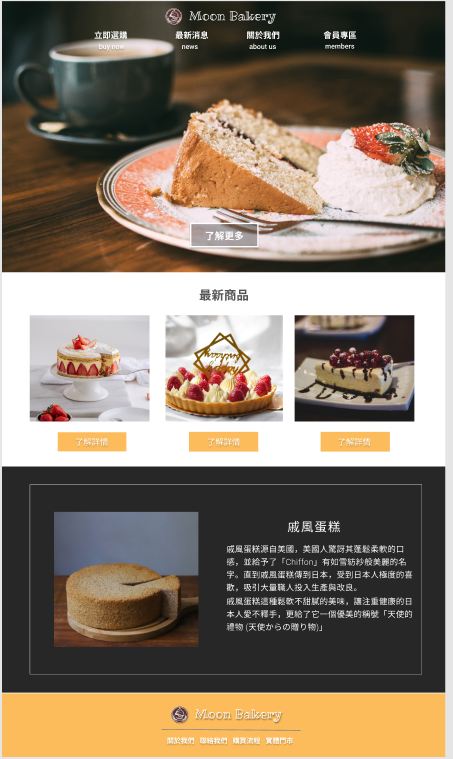 Moon Bakery
立即選購 最新消息 關於我們 會員專區
buy now news about us members
了解更多
最新商品
了解詳情 了解詳情 了解詳情
戚風蛋糕
戚風蛋糕源自美國，美國人驚訝其蓬鬆柔軟的口
感，並給予了「Chiffon」有如雪紡紗般美麗的名
字。直到戚風蛋糕傳到日本，受到日本人極度的喜
歡，吸引大量職人投入生產與改良。
戚風蛋糕這種鬆軟不甜膩的美味，讓注重健康的日
本人愛不釋手，更給了它一個優美的稱號「天使的
禮物 (天使からの贈り物)」
Moon Bakery
關於我們 聯絡我們 購買流程 實體門市